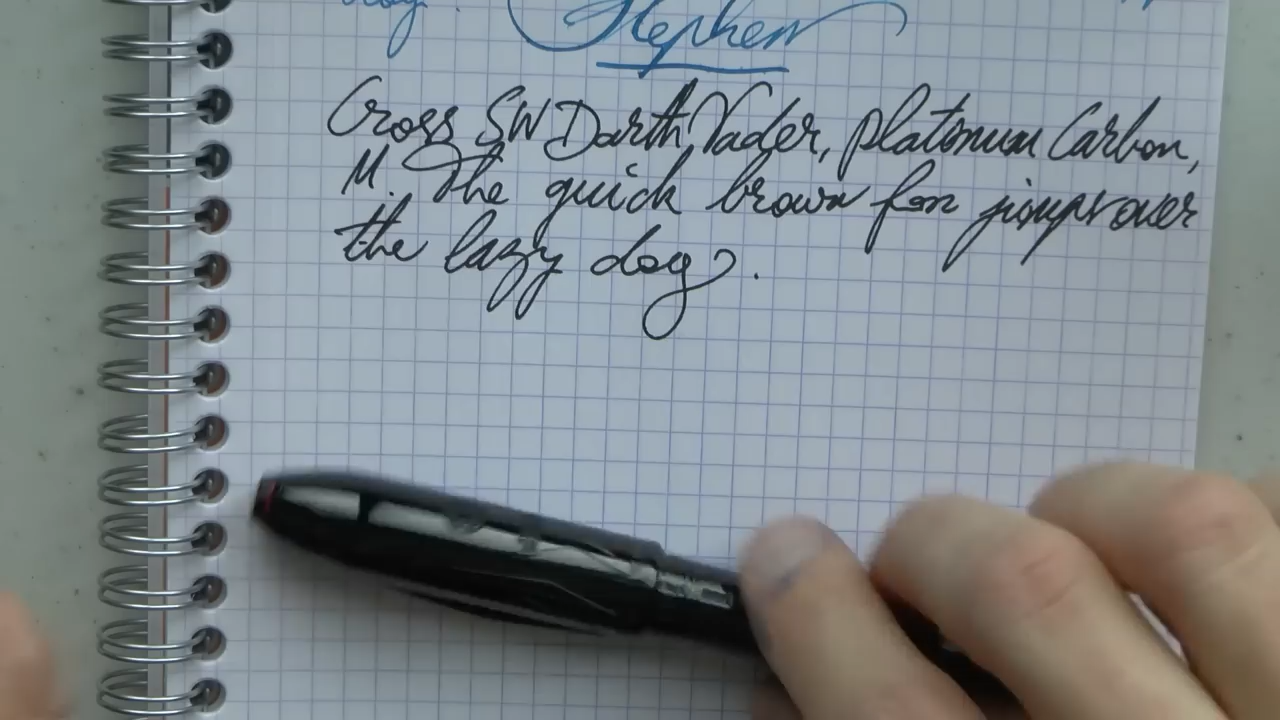 Stephen
Cross SW Darth Vader, Platinum Carbon,
M. The quick brown fox jumps over
the lazy dog.